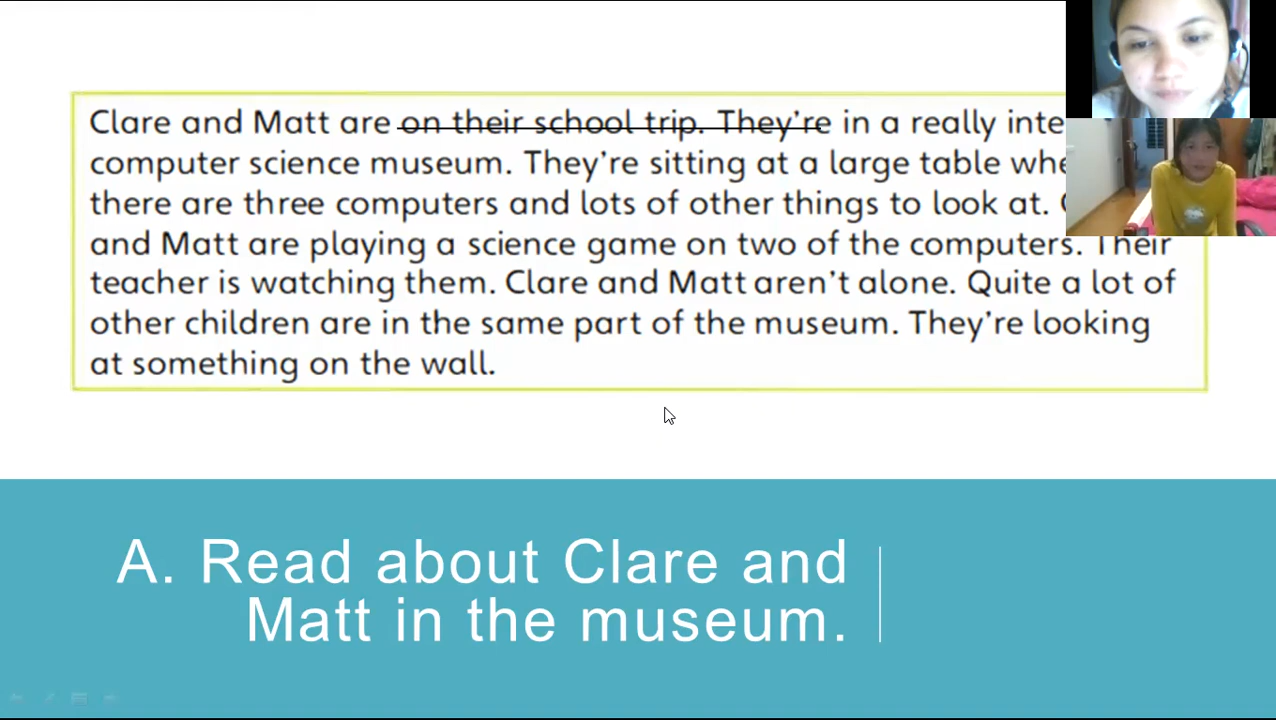 Clare and Matt are on their school trip. They're in a really
computer science museum. They're sitting at a large table
there are three computers and lots of other things to look at.
and Matt are playing a science game on two of the computers. Their
teacher is watching them. Clare and Matt aren't alone. Quite a lot of
other children are in the same part of the museum. They're looking
at something on the wall.
A. Read about Clare and
Matt in the museum.